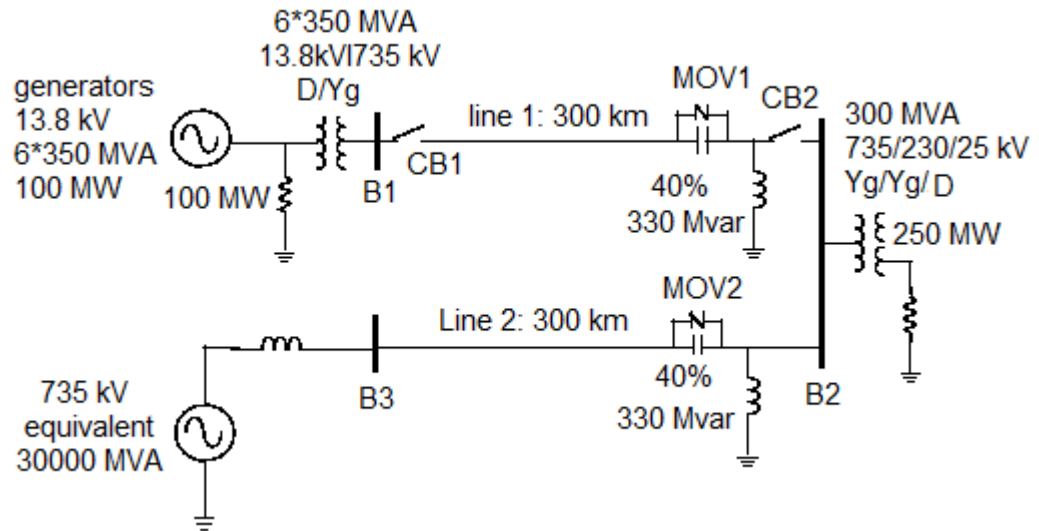 generators
13.8 kV
6*350 MVA
100 MW
6*350 MVA
13.8kVI735 kV
D/Yg
100 MW
B1
CB1
line 1: 300 km
MOV1
40%
330 Mvar
CB2
300 MVA
735/230/25 kV
Yg/Yg/ D
250 MW
735 kV
equivalent
30000 MVA
B3
Line 2: 300 km
MOV2
40%
330 Mvar
B2